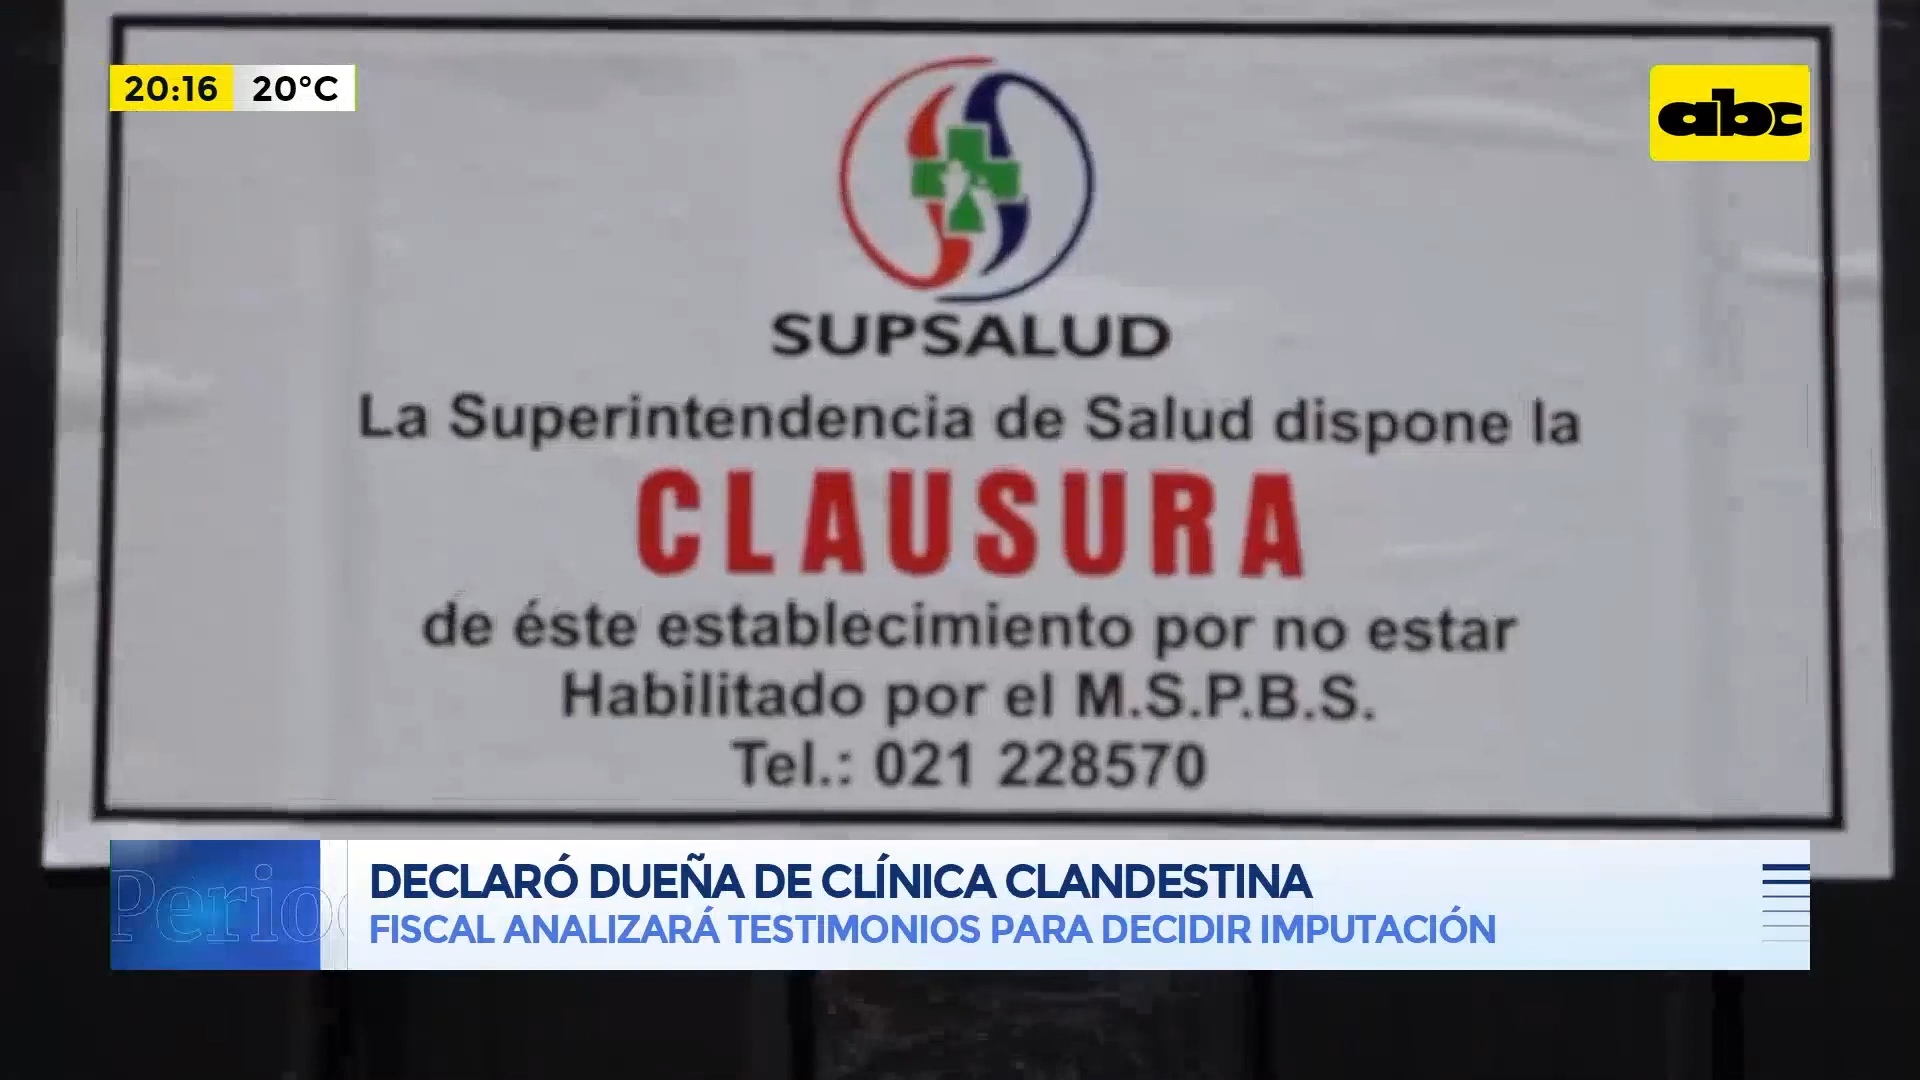 20:16 20°C
abc
SUPSALUD
La Superintendencia de Salud dispone la
CLAUSURA
de éste establecimiento por no estar
Habilitado por el M.S.P.B.S.
Tel.: 021 228570
Perio
DECLARÓ DUEÑA DE CLÍNICA CLANDESTINA
FISCAL ANALIZARÁ TESTIMONIOS PARA DECIDIR IMPUTACIÓN